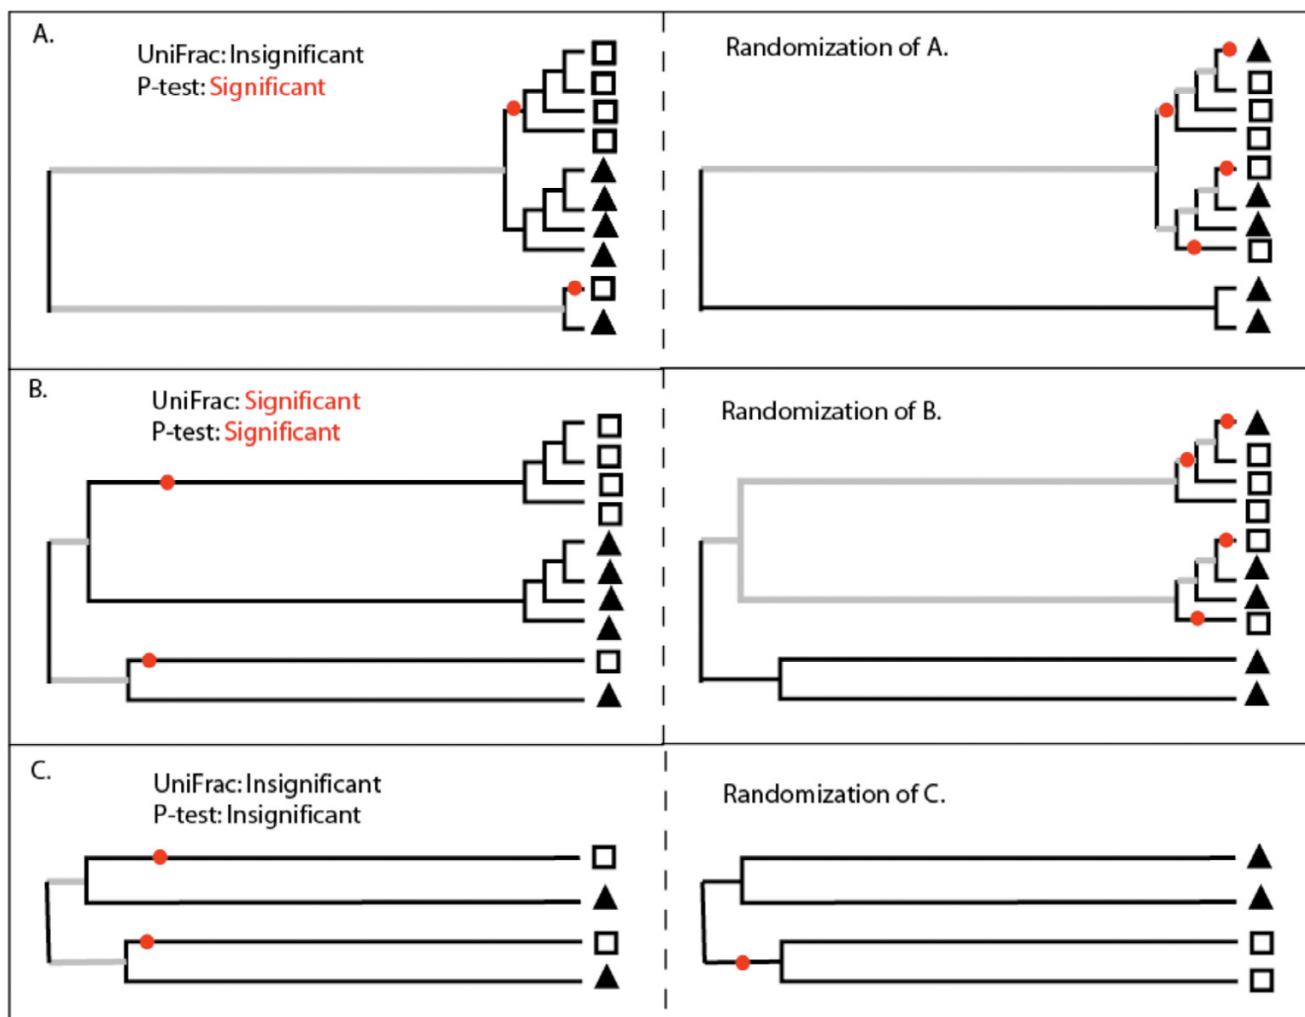 A.
UniFrac: Insignificant
P-test: Significant
Randomization of A.
B.
UniFrac: Significant
P-test: Significant
Randomization of B.
C.
UniFrac: Insignificant
P-test: Insignificant
Randomization of C.